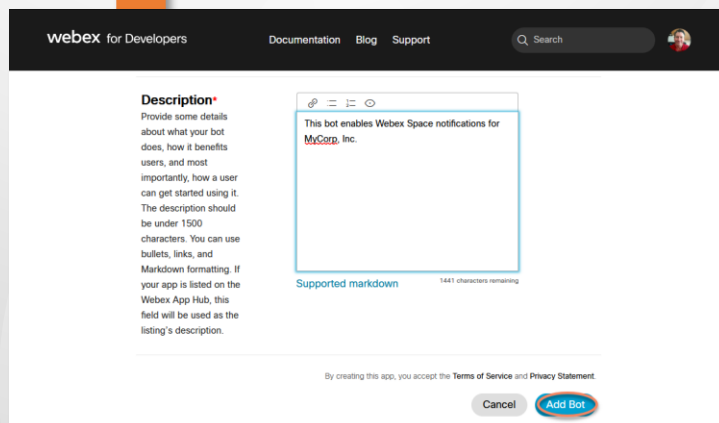 webex for Developers
Documentation Blog Support
Search
Description*
Provide some details
about what your bot
does, how it benefits
users, and most
importantly, how a user
can get started using it.
The description should
be under 1500
characters. You can use
bullets, links, and
Markdown formatting. If
your app is listed on the
Webex App Hub, this
field will be used as the
listing's description.
This bot enables Webex Space notifications for
MyCorp, Inc.
Supported markdown
1441 characters remaining
By creating this app, you accept the Terms of Service and Privacy Statement.
Cancel
Add Bot